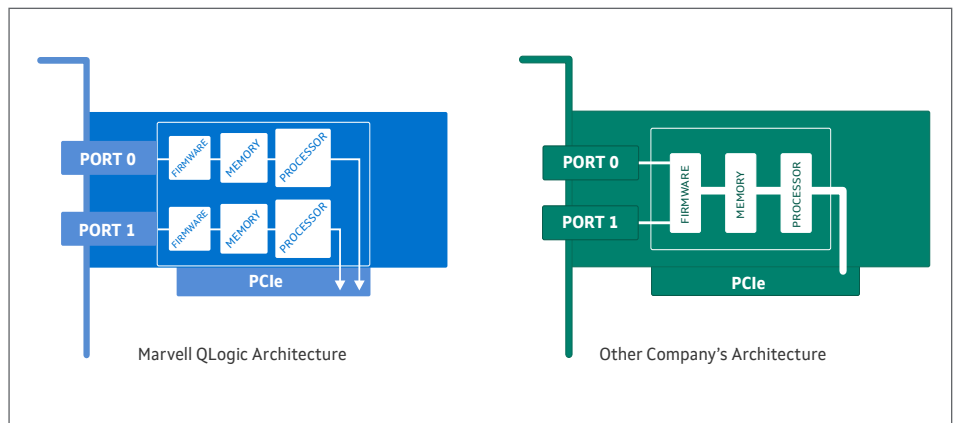 PORT 0
FIRMWARE
MEMORY
PROCESSOR
PORT 1
FIRMWARE
MEMORY
PROCESSOR
PCIe
Marvell QLogic Architecture
PORT 0
PORT 1
FIRMWARE
MEMORY
PROCESSOR
PCIe
Other Company’s Architecture